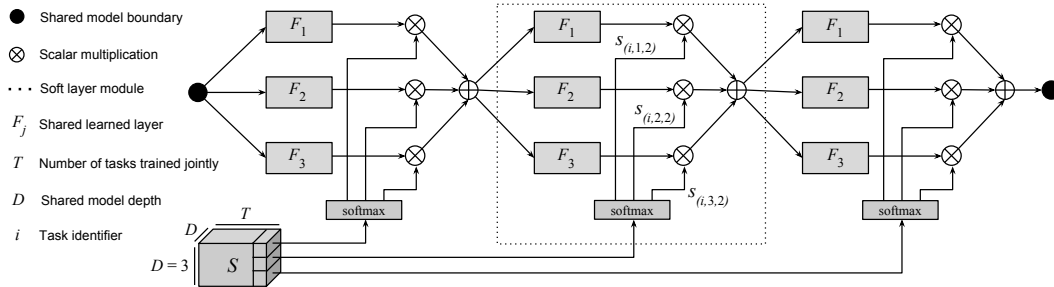 Shared model boundary
Scalar multiplication
Soft layer module
F_j Shared learned layer
T Number of tasks trained jointly
D Shared model depth
i Task identifier
F_1
F_2
F_3
softmax
F_1
F_2
F_3
s_(i,1,2)
s_(i,2,2)
s_(i,3,2)
softmax
F_1
F_2
F_3
softmax
T
D
D = 3
S